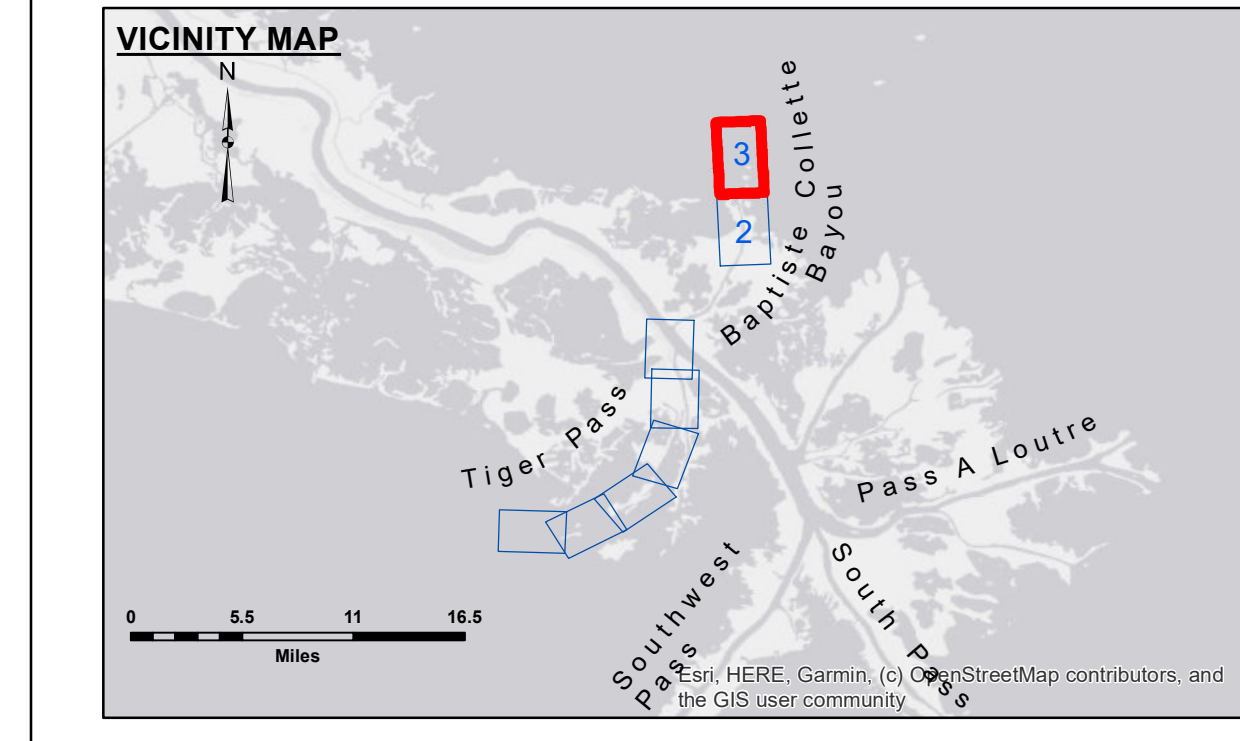 VICINITY MAP
N
3
2
Baptiste Collette
Bayou
Tiger Pass
Pass A Loutre
Southwest
Pass
South Pass
0 5.5 11 16.5
Miles
Esri, HERE, Garmin, (c) OpenStreetMap contributors, and
the GIS user community